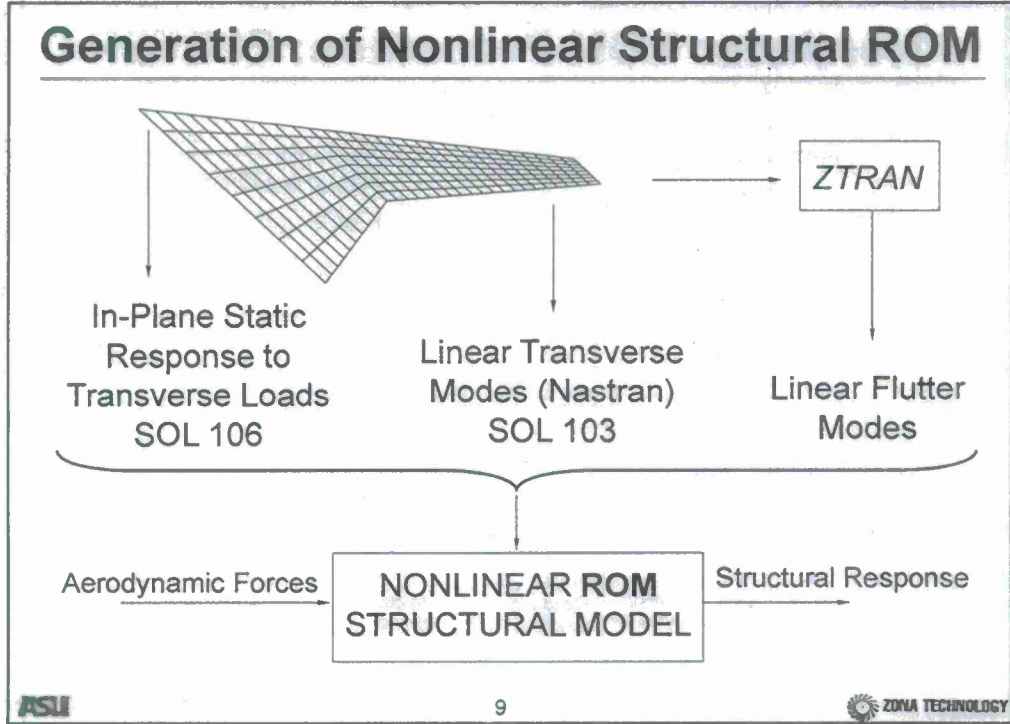 Generation of Nonlinear Structural ROM
ZTRAN
In-Plane Static
Response to
Transverse Loads
SOL 106
Linear Transverse
Modes (Nastran)
SOL 103
Linear Flutter
Modes
Aerodynamic Forces
NONLINEAR ROM
STRUCTURAL MODEL
Structural Response
ASU
9
ZONA TECHNOLOGY